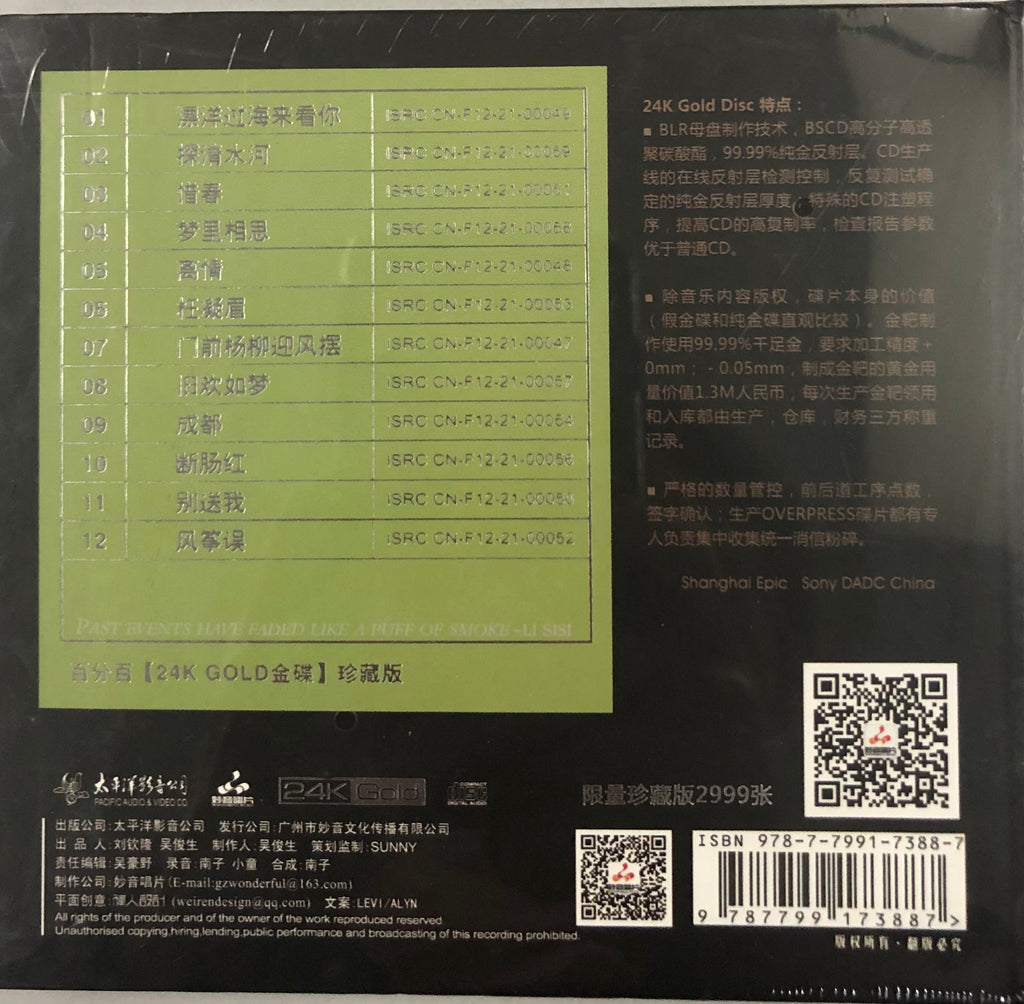 01 漂洋过海来看你 ISRC CN-F12-21-00049
02 探清水河 ISRC CN-F12-21-00059
03 惜春 ISRC CN-F12-21-00051
04 梦里相思 ISRC CN-F12-21-00058
05 离情 ISRC CN-F12-21-00048
06 枉凝眉 ISRC CN-F12-21-00053
07 门前杨柳迎风摆 ISRC CN-F12-21-00047
08 旧欢如梦 ISRC CN-F12-21-00057
09 成都 ISRC CN-F12-21-00054
10 断肠红 ISRC CN-F12-21-00056
11 别送我 ISRC CN-F12-21-00050
12 风筝误 ISRC CN-F12-21-00052
PAST EVENTS HAVE FADED LIKE A PUFF OF SMOKE -LI SISI
百分百【24K GOLD金碟】珍藏版
24K Gold Disc 特点：
▪ BLR母盘制作技术，BSCD高分子高透
聚碳酸酯，99.99%纯金反射层。CD生产
线的在线反射层检测控制，反复测试确
定的纯金反射层厚度；特殊的CD注塑程
序，提高CD的高复制率，检查报告参数
优于普通CD。
▪ 除音乐内容版权，碟片本身的价值
（假金碟和纯金碟直观比较）。金靶制
作使用99.99%千足金，要求加工精度 +
0mm；- 0.05mm，制成金靶的黄金用
量价值1.3M人民币，每次生产金靶领用
和入库都由生产，仓库，财务三方称重
记录。
▪ 严格的数量管控，前后道工序点数，
签字确认；生产OVERPRESS碟片都有专
人负责集中收集统一消信粉碎。
Shanghai Epic Sony DADC China
太平洋影音公司
PACIFIC AUDIO & VIDEO CO.
妙音唱片
24K Gold
COMPACT
disc
DIGITAL AUDIO
限量珍藏版2999张
妙音唱片
出版公司:太平洋影音公司 发行公司:广州市妙音文化传播有限公司
出 品 人:刘钦隆 吴俊生 制作人:吴俊生 策划监制:SUNNY
责任编辑:吴豪野 录音:南子 小童 合成:南子
制作公司:妙音唱片(E-mail:gzwonderful@163.com)
平面创意:唯人設計 (weirendesign@qq.com) 文案:LEVI/ALYN
All rights of the producer and of the owner of the work reproduced reserved.
Unauthorised copying,hiring,lending,public performance and broadcasting of this recording prohibited.
ISBN 978-7-7991-7388-7
9 787799 173887 >
版权所有·翻版必究